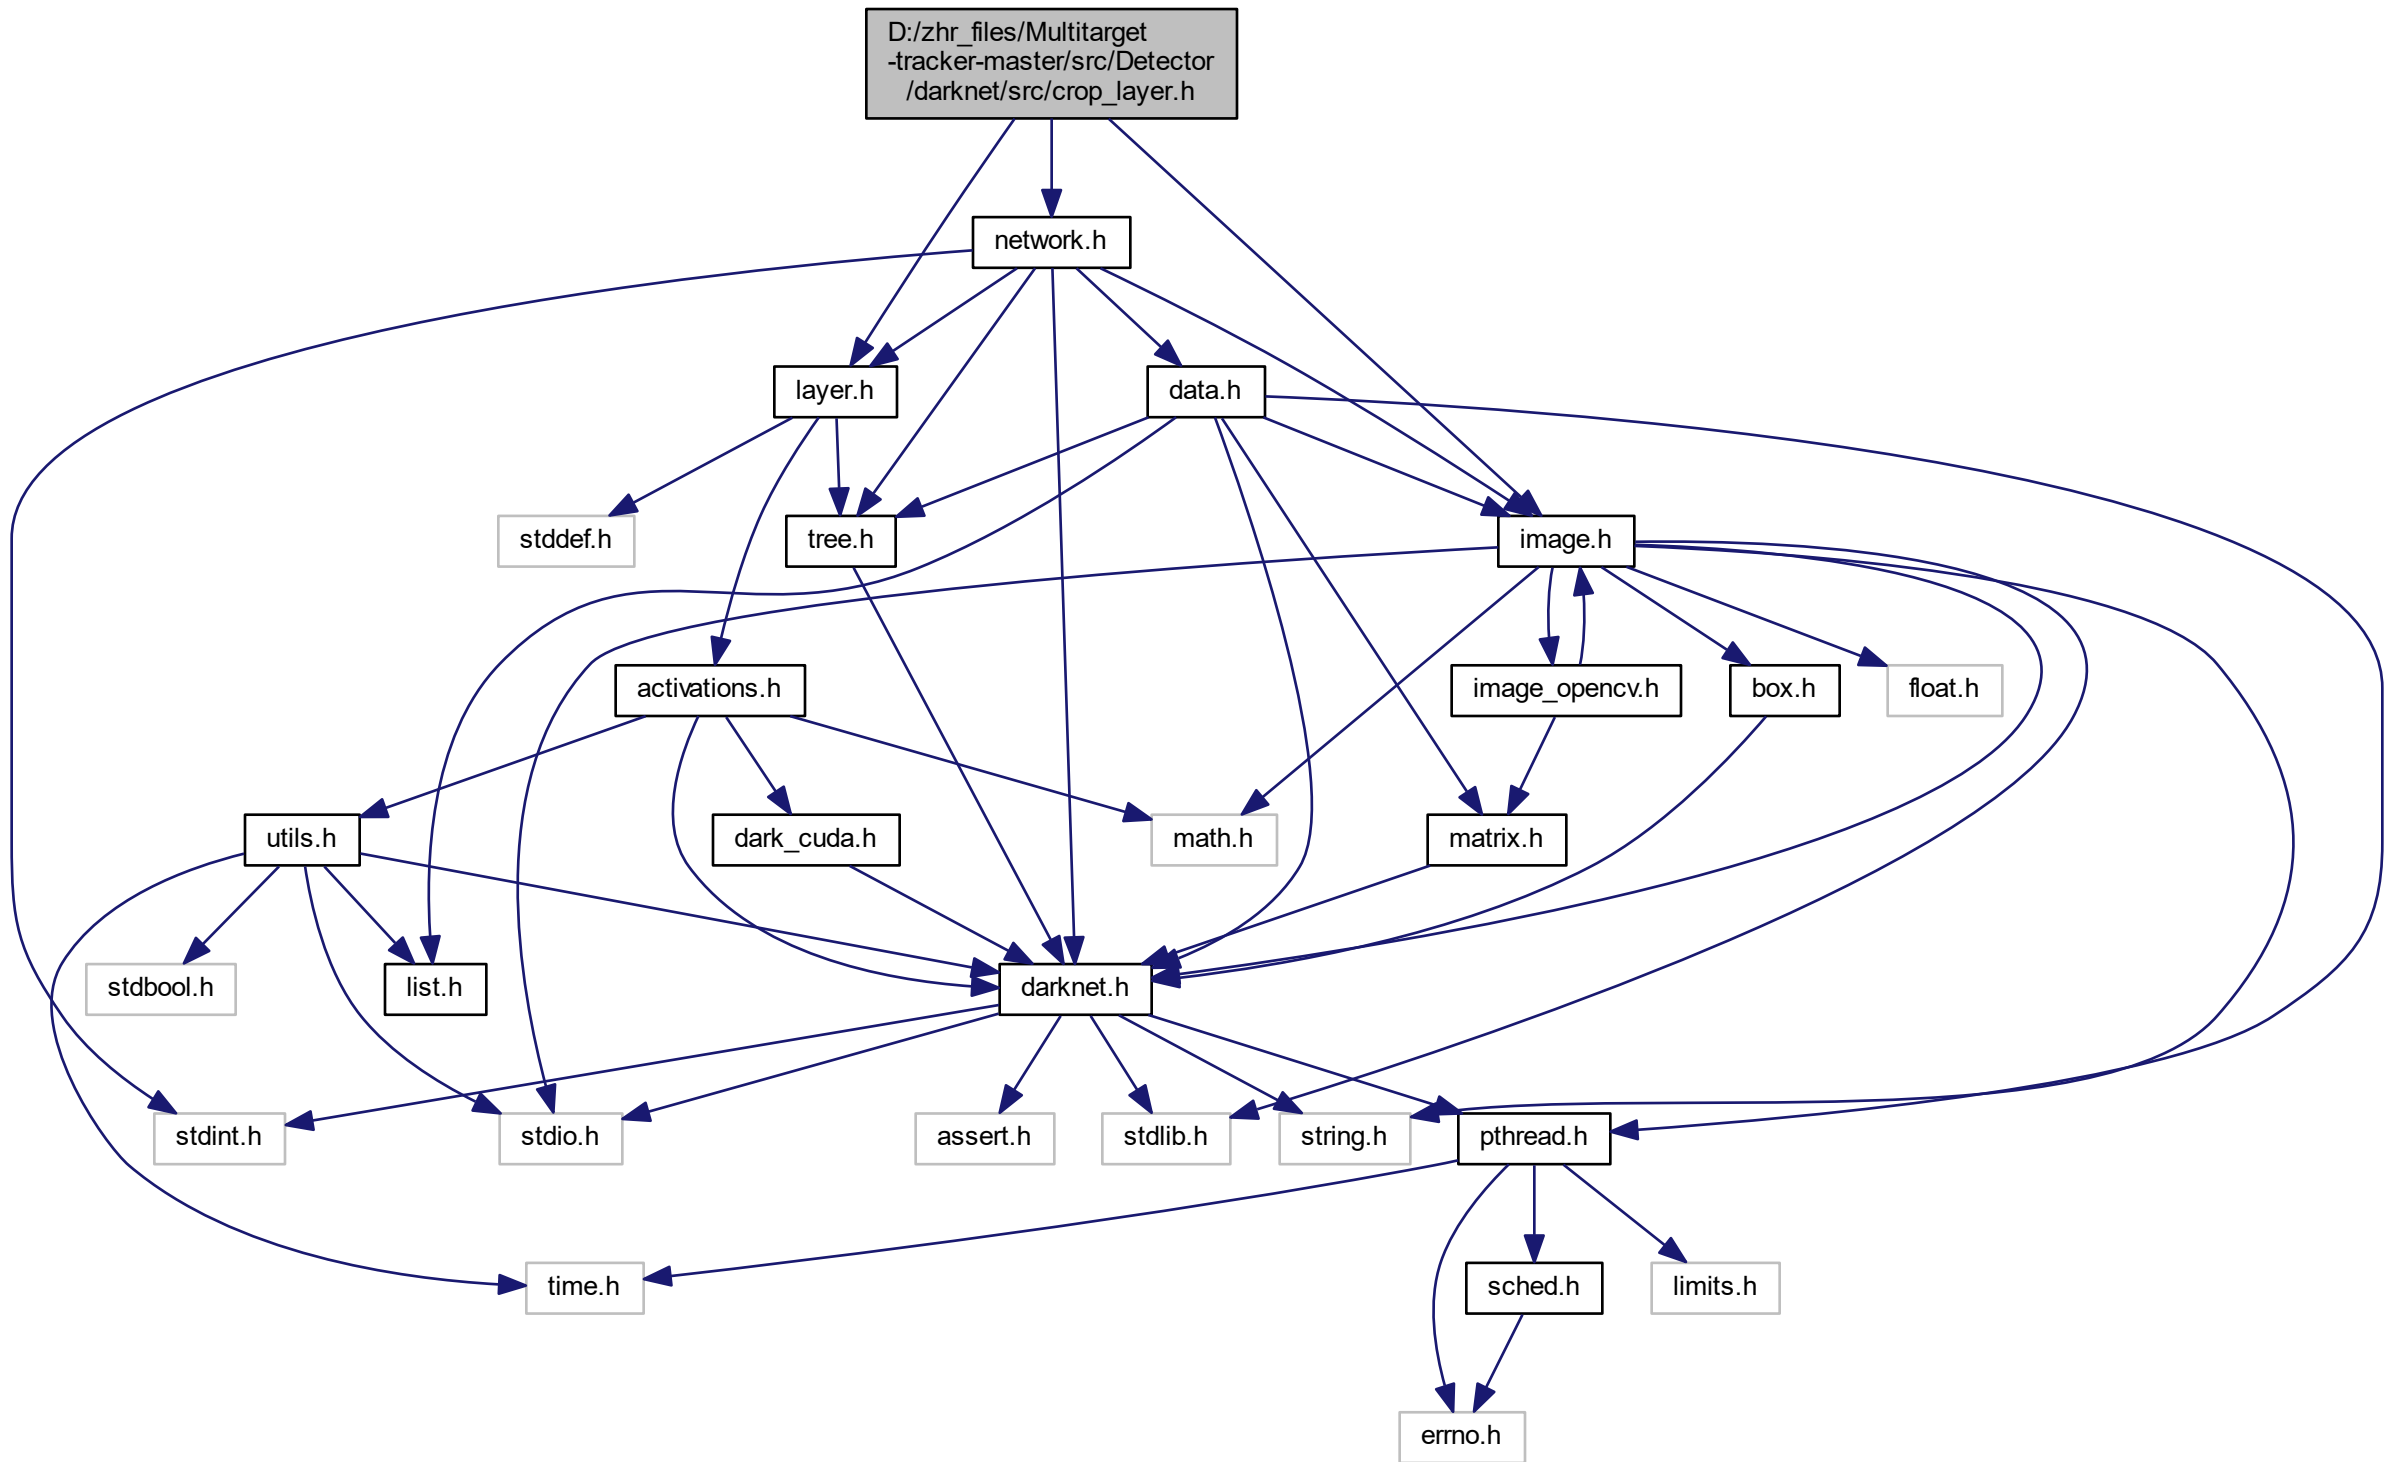 D:/zhr_files/Multitarget
-tracker-master/src/Detector
/darknet/src/crop_layer.h
network.h
layer.h
data.h
stddef.h
tree.h
image.h
activations.h
image_opencv.h
box.h
float.h
utils.h
dark_cuda.h
math.h
matrix.h
stdbool.h
list.h
darknet.h
stdint.h
stdio.h
assert.h
stdlib.h
string.h
pthread.h
time.h
sched.h
limits.h
errno.h